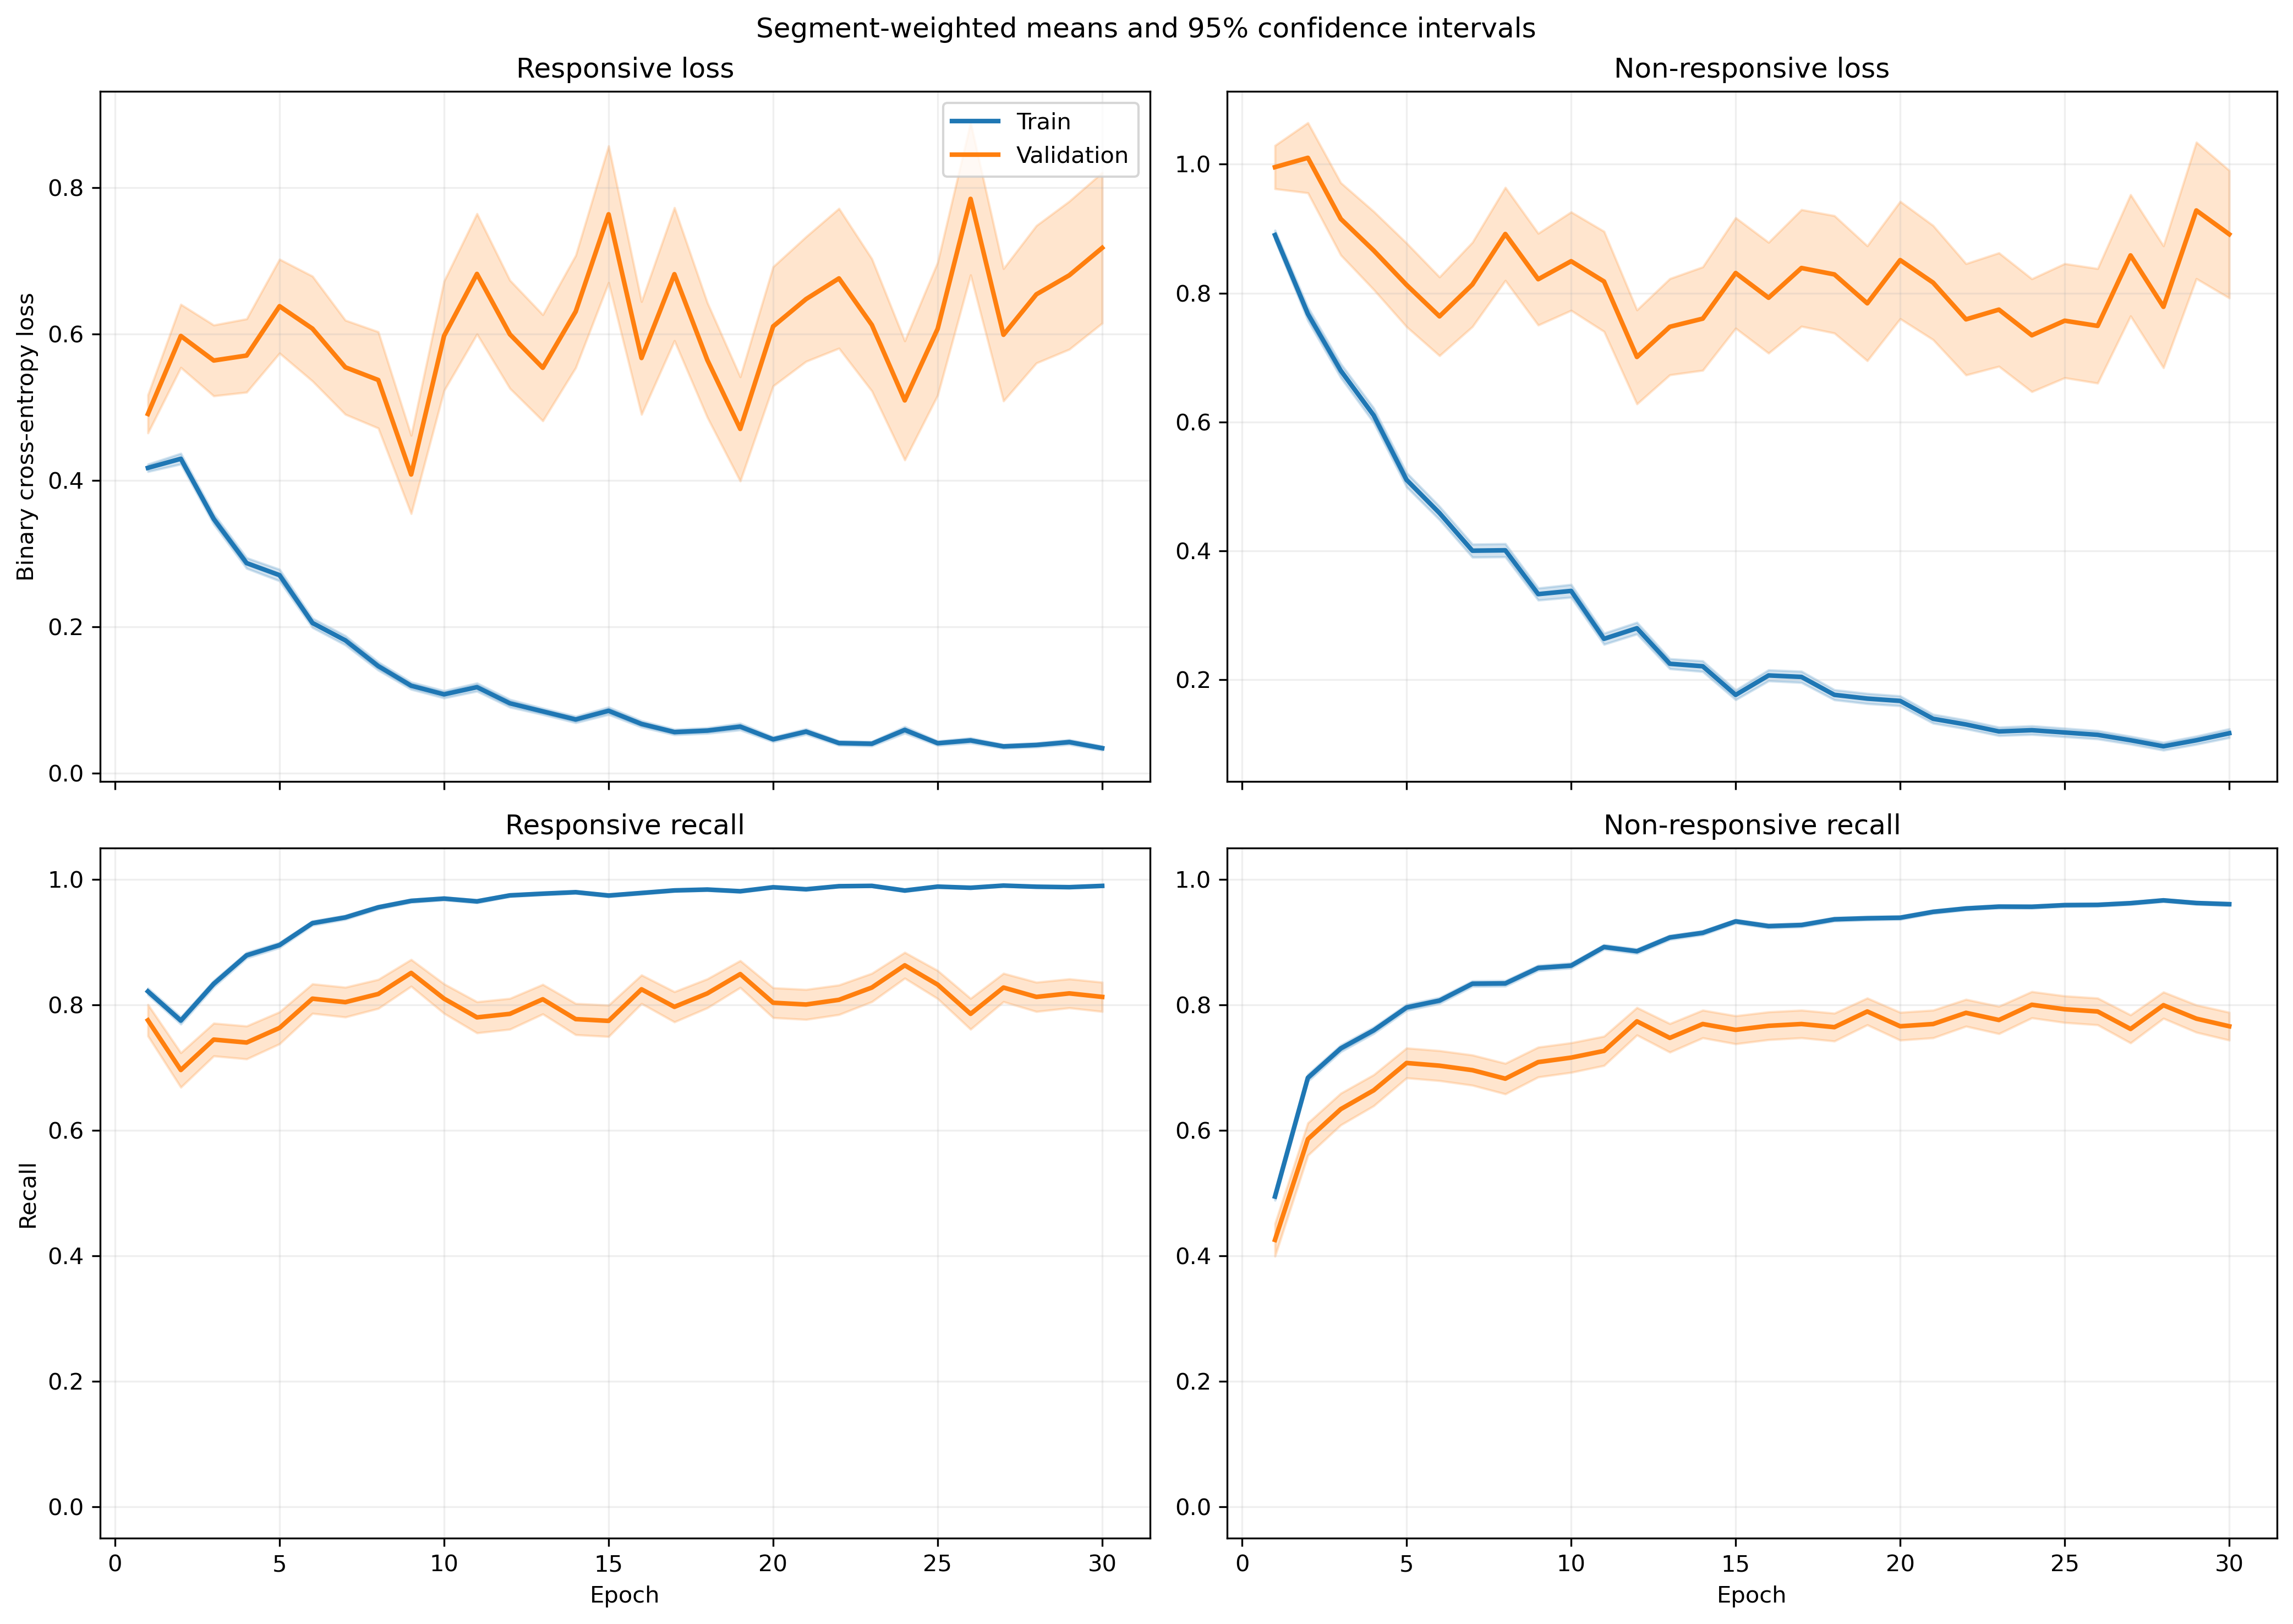 Segment-weighted means and 95% confidence intervals
Responsive loss
Non-responsive loss
Train
Validation
Binary cross-entropy loss
0.8
0.6
0.4
0.2
0.0
1.0
0.8
0.6
0.4
0.2
Responsive recall
Non-responsive recall
Recall
1.0
0.8
0.6
0.4
0.2
0.0
0 5 10 15 20 25 30
Epoch
1.0
0.8
0.6
0.4
0.2
0.0
0 5 10 15 20 25 30
Epoch